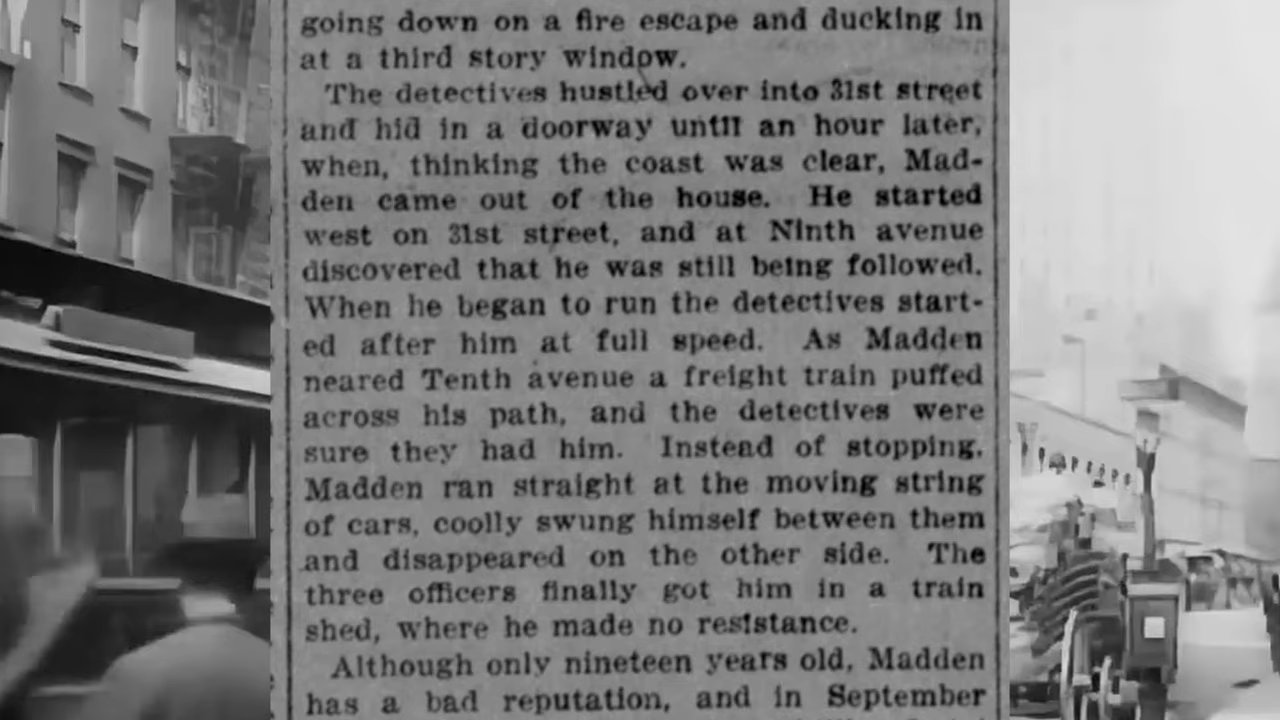 going down on a fire escape and ducking in
at a third story window.
The detectives hustled over into 31st street
and hid in a doorway until an hour later,
when, thinking the coast was clear, Mad-
den came out of the house. He started
west on 31st street, and at Ninth avenue
discovered that he was still being followed.
When he began to run the detectives start-
ed after him at full speed. As Madden
neared Tenth avenue a freight train puffed
across his path, and the detectives were
sure they had him. Instead of stopping,
Madden ran straight at the moving string
of cars, coolly swung himself between them
and disappeared on the other side. The
three officers finally got him in a train
shed, where he made no resistance.
Although only nineteen years old, Madden
has a bad reputation, and in September